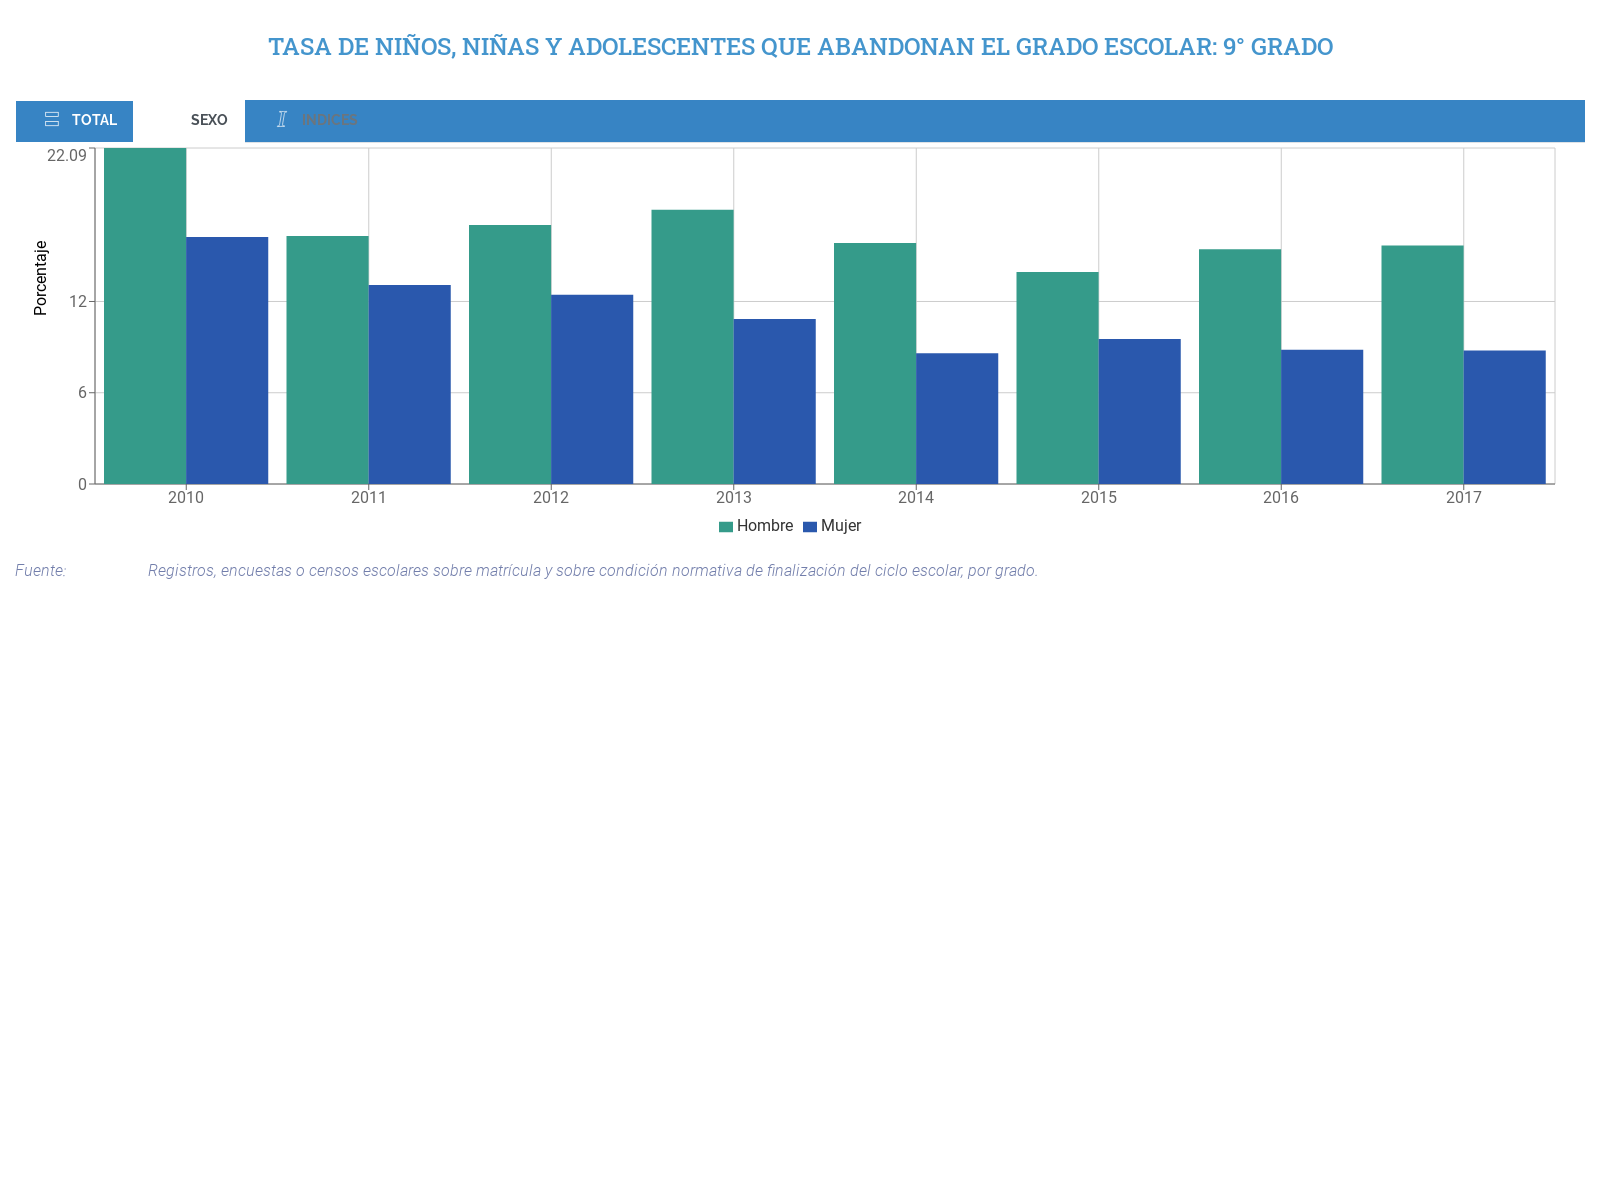 TASA DE NIÑOS, NIÑAS Y ADOLESCENTES QUE ABANDONAN EL GRADO ESCOLAR: 9° GRADO
TOTAL SEXO INDICES
22.09
12
6
0
Porcentaje
2010 2011 2012 2013 2014 2015 2016 2017
Hombre Mujer
Fuente: Registros, encuestas o censos escolares sobre matrícula y sobre condición normativa de finalización del ciclo escolar, por grado.